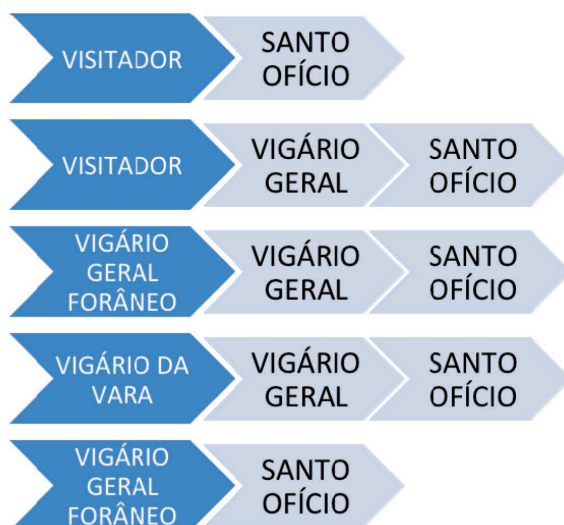 VISITADOR
SANTO
OFÍCIO
VISITADOR
VIGÁRIO
GERAL
SANTO
OFÍCIO
VIGÁRIO
GERAL
FORÂNEO
VIGÁRIO
GERAL
SANTO
OFÍCIO
VIGÁRIO DA
VARA
VIGÁRIO
GERAL
SANTO
OFÍCIO
VIGÁRIO
GERAL
FORÂNEO
SANTO
OFÍCIO